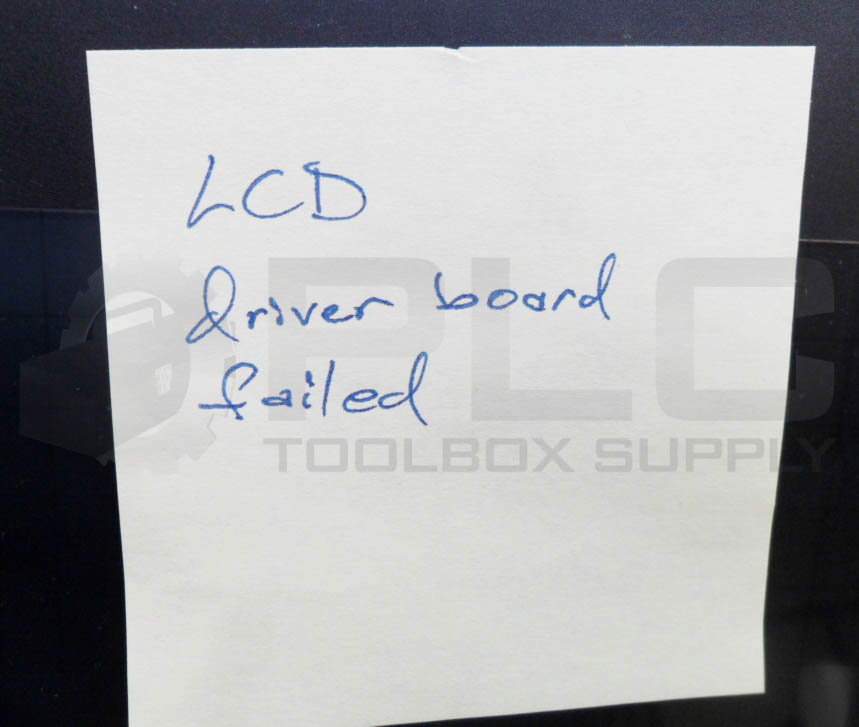 LCD
driver board
failed
PLC
TOOLBOX SUPPLY